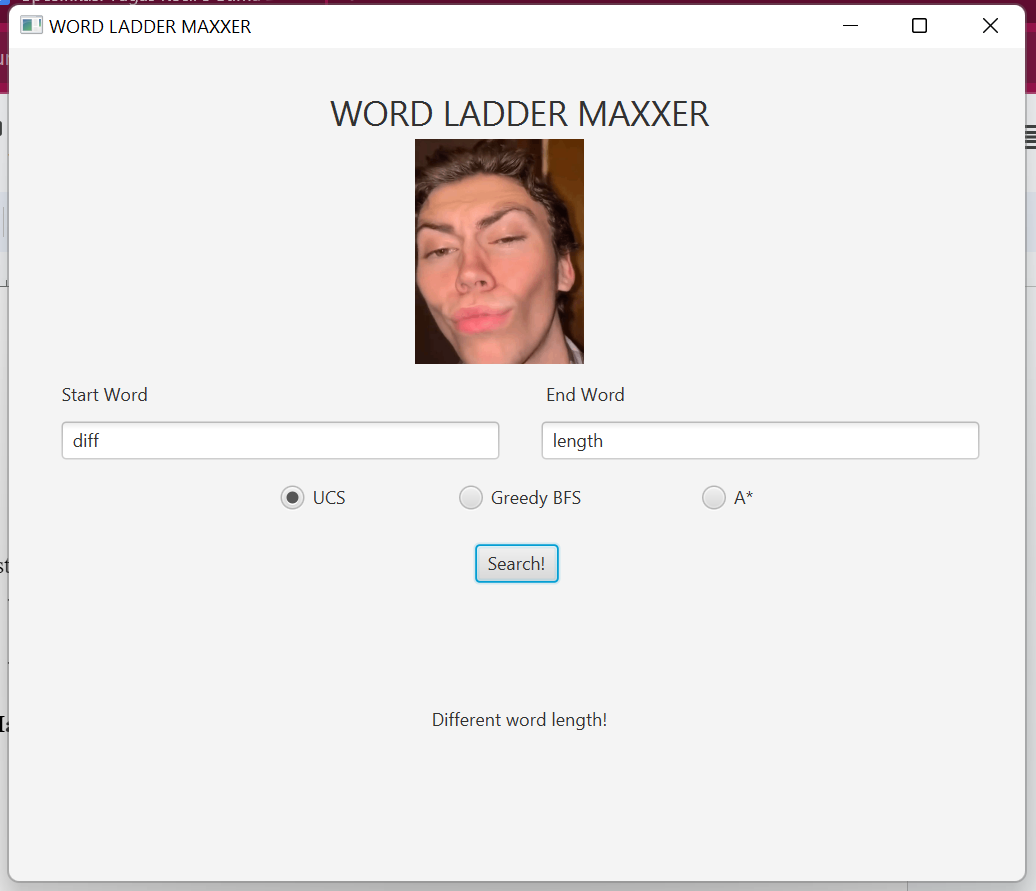 WORD LADDER MAXXER
WORD LADDER MAXXER
Start Word End Word
diff length
UCS Greedy BFS A*
Search!
Different word length!